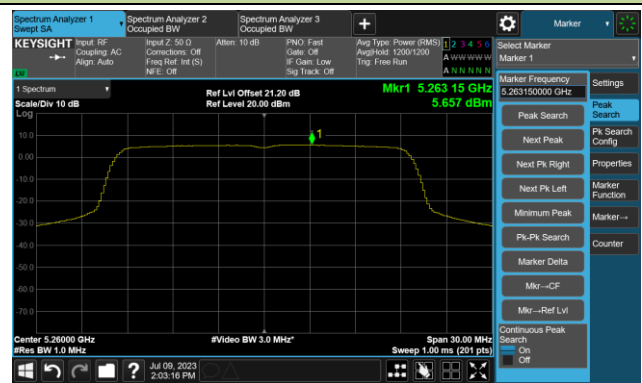 Spectrum Analyzer 1
Swept SA
Spectrum Analyzer 2
Occupied BW
Spectrum Analyzer 3
Occupied BW
Marker
KEYSIGHT
Input: RF
Coupling: AC
Align: Auto
Input Z: 50 Ω
Corrections: Off
Freq Ref: Int (S)
NFE: Off
Atten: 10 dB
PNO: Fast
Gate: Off
IF Gain: Low
Sig Track: Off
Avg Type: Power (RMS)
Avg|Hold: 1200/1200
Trig: Free Run
1 2 3 4 5 6
A W W W W W
A N N N N N
LXI
Select Marker
Marker 1
1 Spectrum
Scale/Div 10 dB
Log
Ref Lvl Offset 21.20 dB
Ref Level 20.00 dBm
Mkr1 5.263 15 GHz
5.657 dBm
1
10.0
0.00
-10.0
-20.0
-30.0
-40.0
-50.0
-60.0
-70.0
Center 5.26000 GHz
#Res BW 1.0 MHz
#Video BW 3.0 MHz*
Span 30.00 MHz
Sweep 1.00 ms (201 pts)
Marker Frequency
5.263150000 GHz
Peak Search
Next Peak
Next Pk Right
Next Pk Left
Minimum Peak
Pk-Pk Search
Marker Delta
Mkr→CF
Mkr→Ref Lvl
Continuous Peak
Search
On
Off
Settings
Peak
Search
Pk Search
Config
Properties
Marker
Function
Marker→
Counter
?
Jul 09, 2023
2:03:16 PM